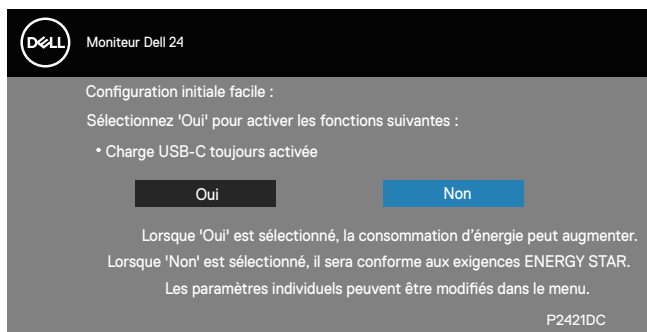 DELL
Moniteur Dell 24
Configuration initiale facile :
Sélectionnez 'Oui' pour activer les fonctions suivantes :
• Charge USB-C toujours activée
Oui
Non
Lorsque 'Oui' est sélectionné, la consommation d’énergie peut augmenter.
Lorsque 'Non' est sélectionné, il sera conforme aux exigences ENERGY STAR.
Les paramètres individuels peuvent être modifiés dans le menu.
P2421DC